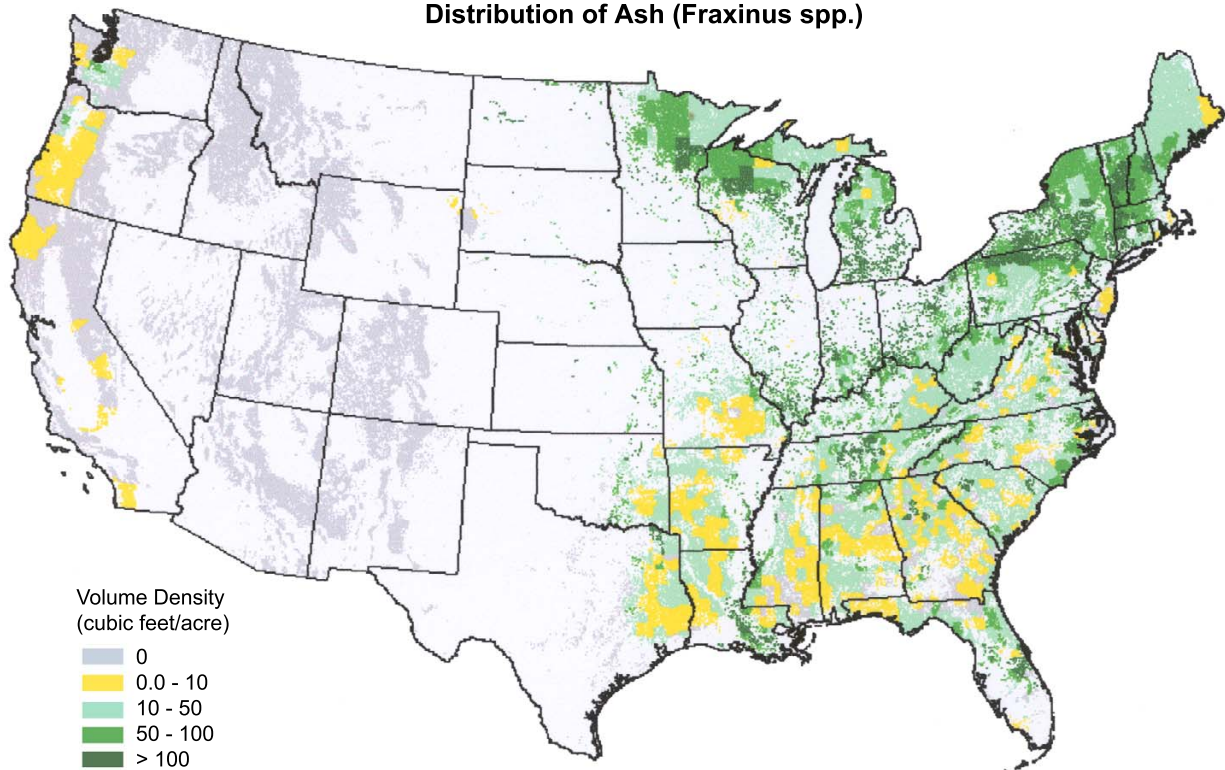 Distribution of Ash (Fraxinus spp.)
Volume Density
(cubic feet/acre)
0
0.0 - 10
10 - 50
50 - 100
> 100